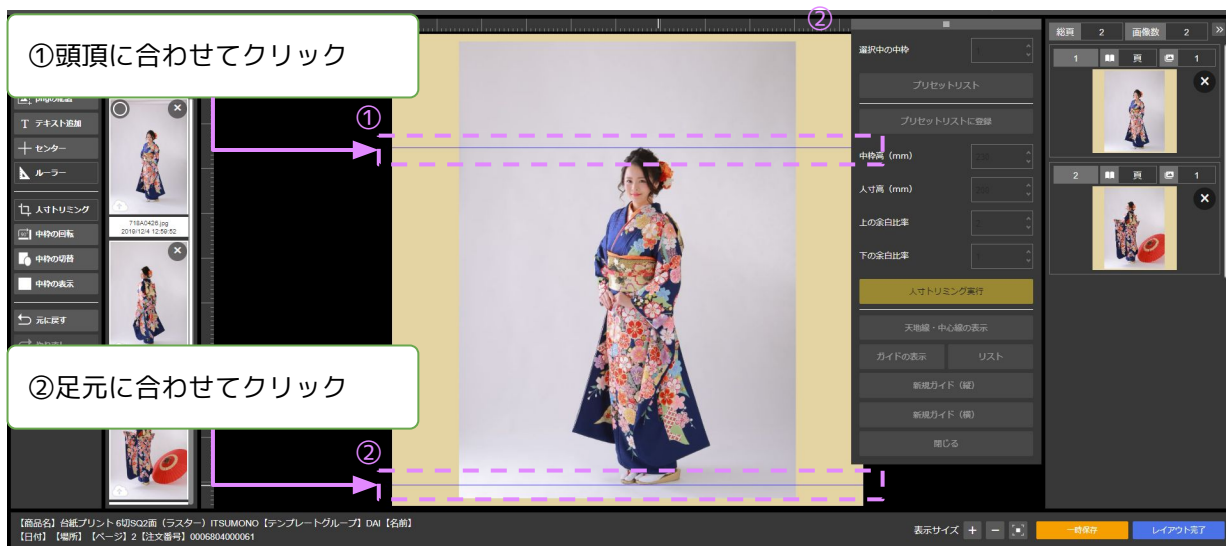 ①頭頂に合わせてクリック
テキスト追加
センター
ルーラー
人寸トリミング
中枠の回転
中枠の切替
中枠の表示
元に戻す
②足元に合わせてクリック
718A0426.jpg
2019/12/4 12:59:52
①
②
②
選択中の中枠
プリセットリスト
プリセットリストに登録
中枠高（mm）
人寸高（mm）
上の余白比率
下の余白比率
人寸トリミング実行
天地線・中心線の表示
ガイドの表示 リスト
新規ガイド（縦）
新規ガイド（横）
閉じる
総頁 2 画像数 2 »
1 頁 1
2 頁 1
【商品名】台紙プリント 6切SQ2面（ラスター）ITSUMONO【テンプレートグループ】DAI【名前】
【日付】【場所】【ページ】2【注文番号】0006804000061
表示サイズ + −
一時保存
レイアウト完了